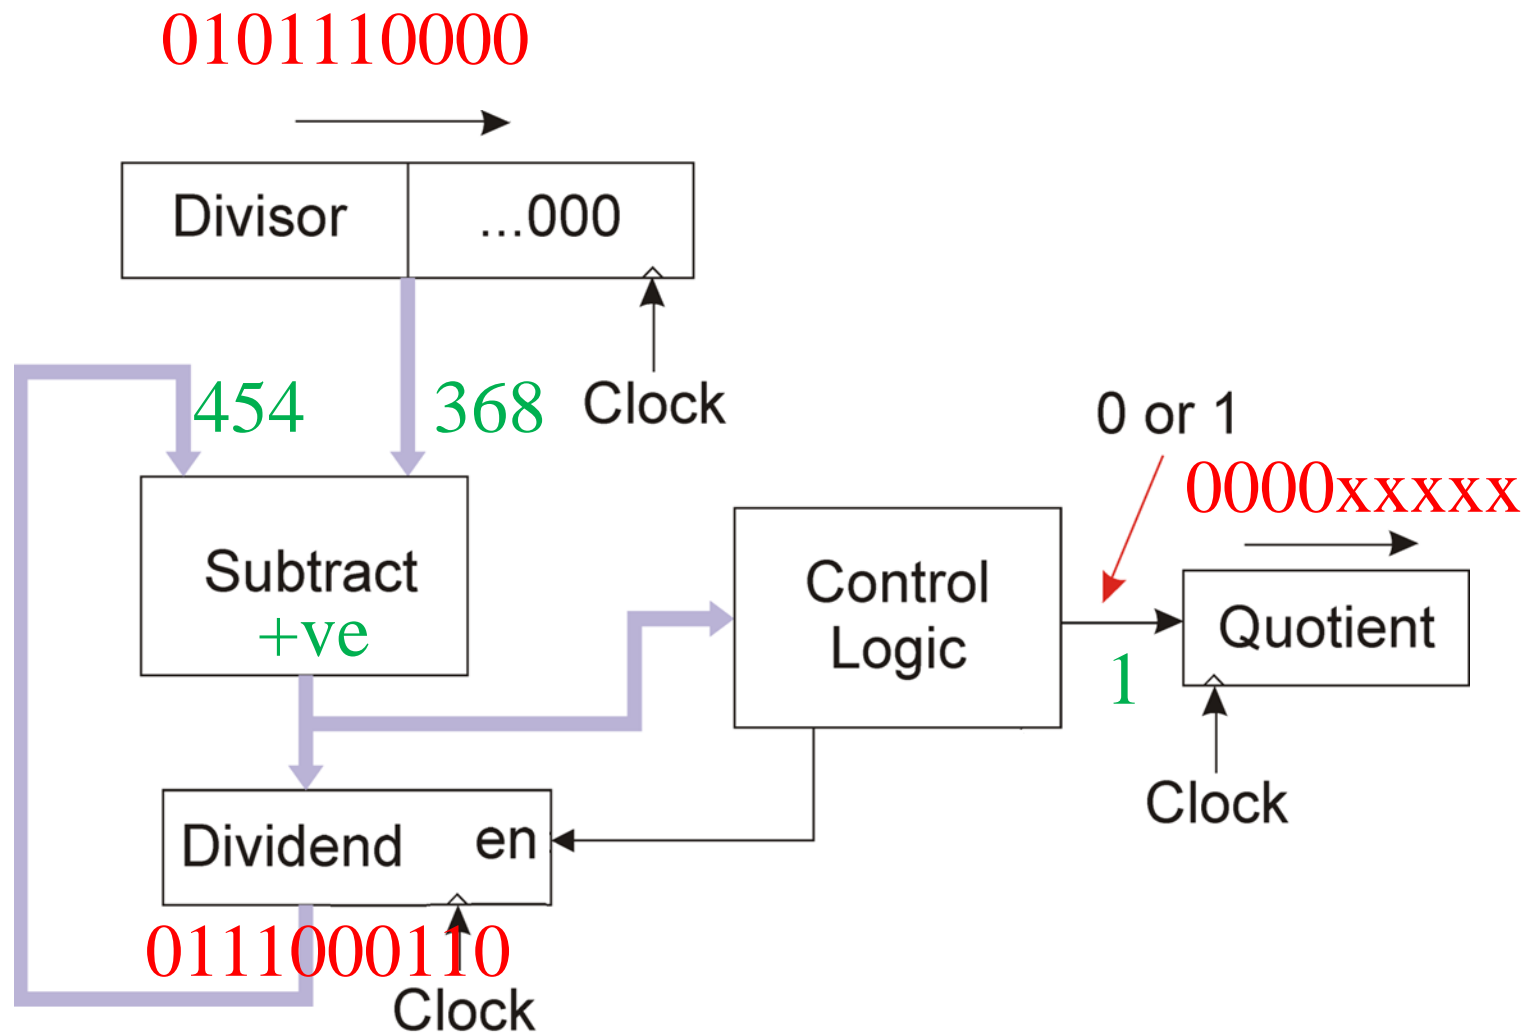 0101110000
Divisor
...000
454
368
Clock
0 or 1
0000xxxxx
Subtract
+ve
Control
Logic
Quotient
1
Clock
Dividend
en
0111000110
Clock